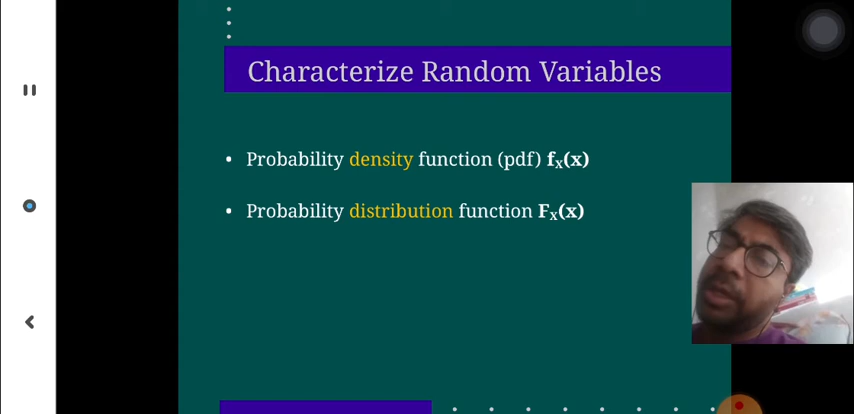 Characterize Random Variables
• Probability density function (pdf) fX(x)
• Probability distribution function FX(x)